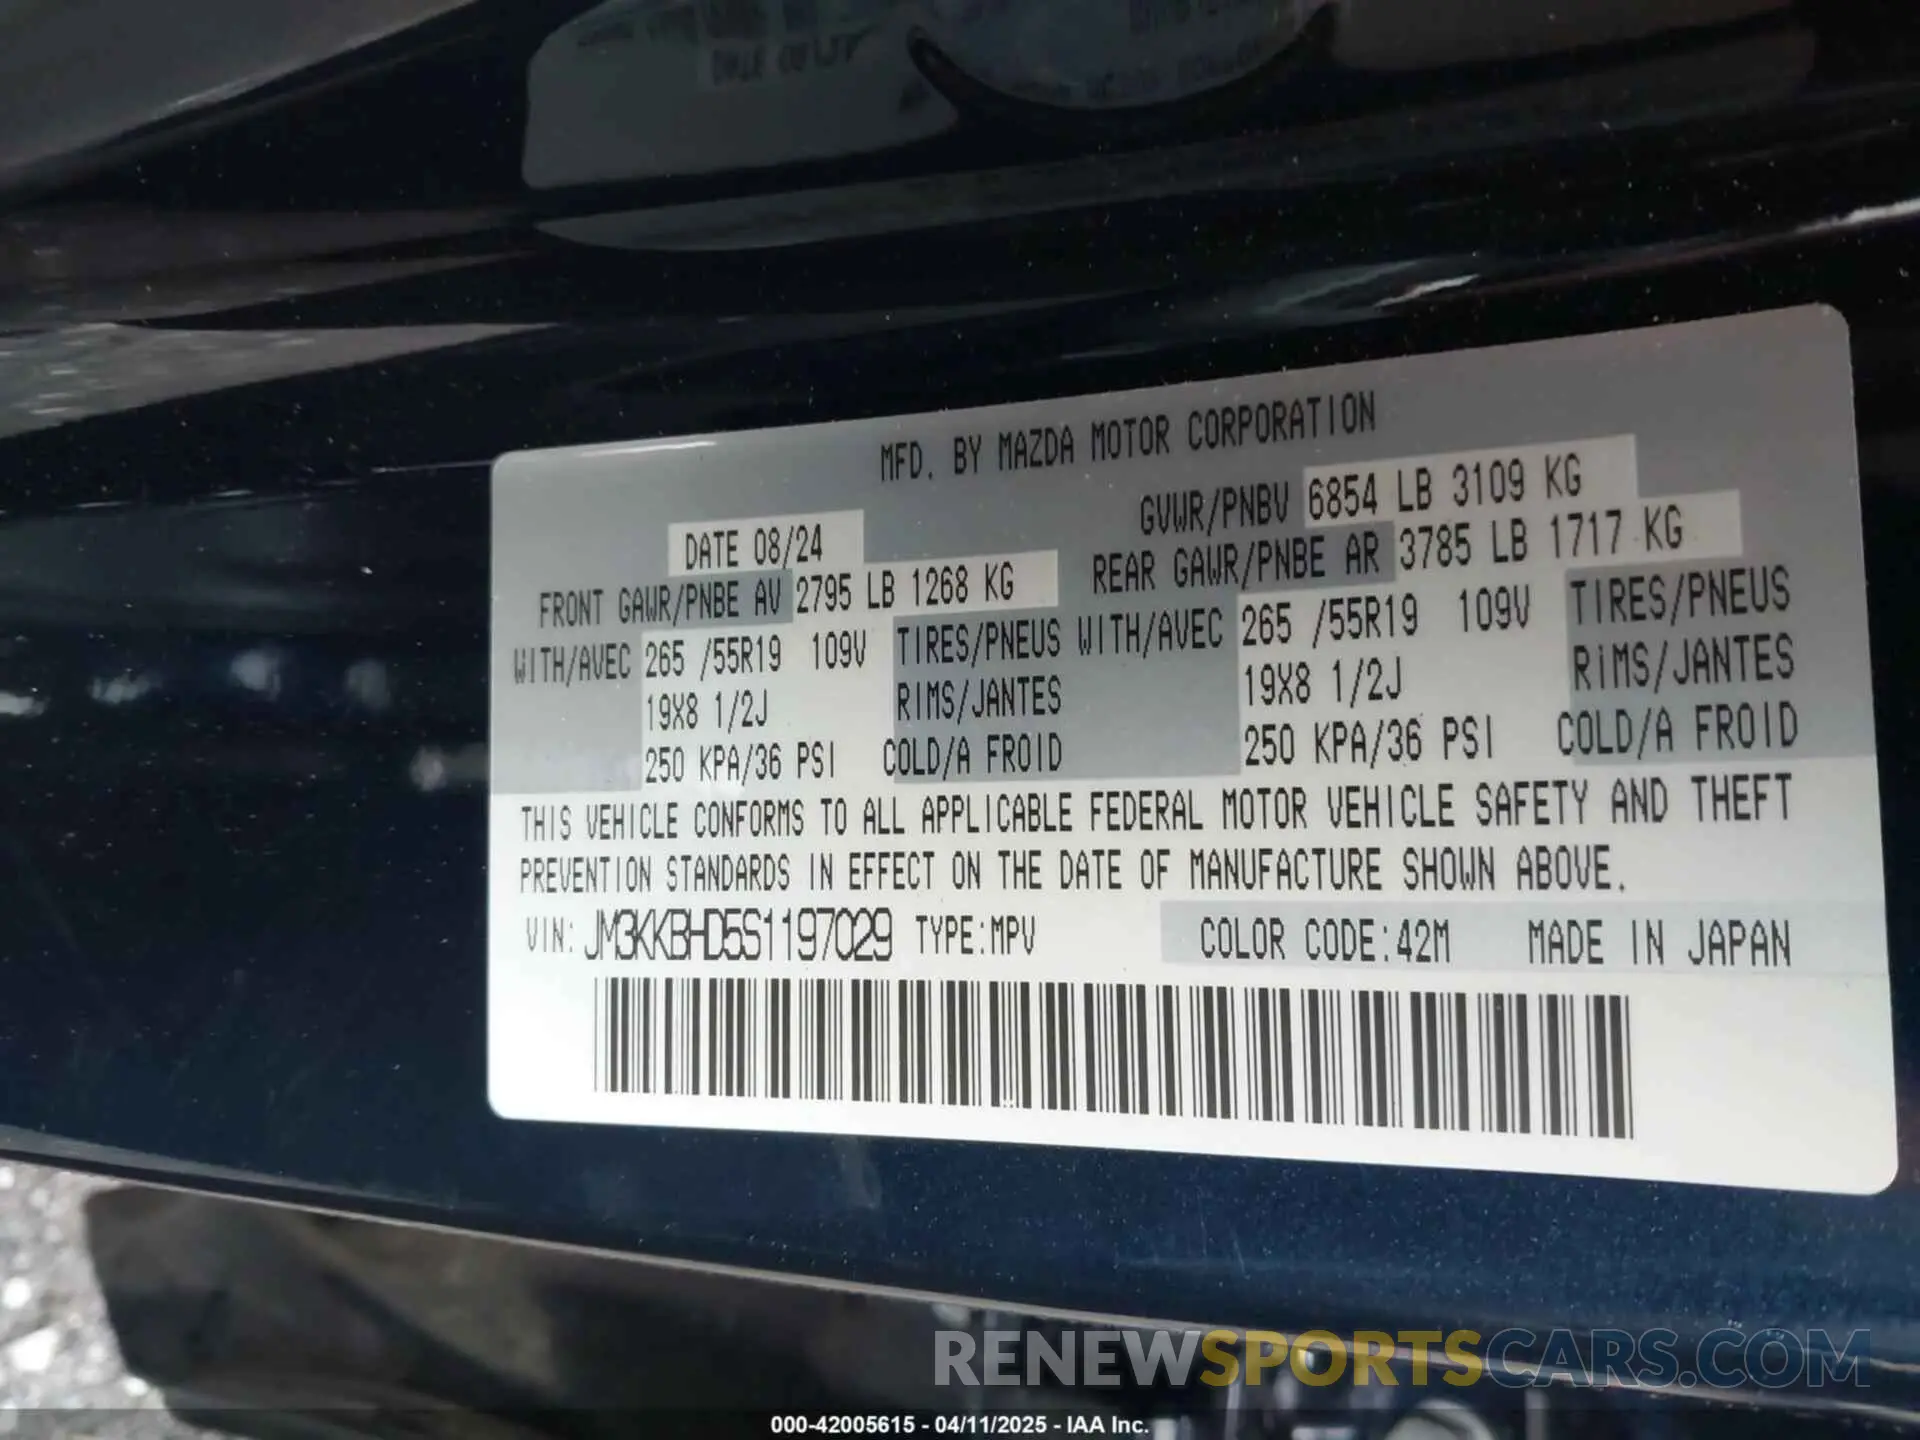 MFD. BY MAZDA MOTOR CORPORATION
DATE 08/24 GVWR/PNBV 6854 LB 3109 KG
FRONT GAWR/PNBE AV 2795 LB 1268 KG REAR GAWR/PNBE AR 3785 LB 1717 KG
WITH/AVEC 265 /55R19 109V TIRES/PNEUS WITH/AVEC 265 /55R19 109V TIRES/PNEUS
19X8 1/2J RIMS/JANTES 19X8 1/2J RIMS/JANTES
250 KPA/36 PSI COLD/A FROID 250 KPA/36 PSI COLD/A FROID
THIS VEHICLE CONFORMS TO ALL APPLICABLE FEDERAL MOTOR VEHICLE SAFETY AND THEFT
PREVENTION STANDARDS IN EFFECT ON THE DATE OF MANUFACTURE SHOWN ABOVE.
VIN: JM3KKBHD5S1197029 TYPE:MPV COLOR CODE:42M MADE IN JAPAN
RENEWSPORTSCARS.COM
000-42005615 - 04/11/2025 - IAA Inc.